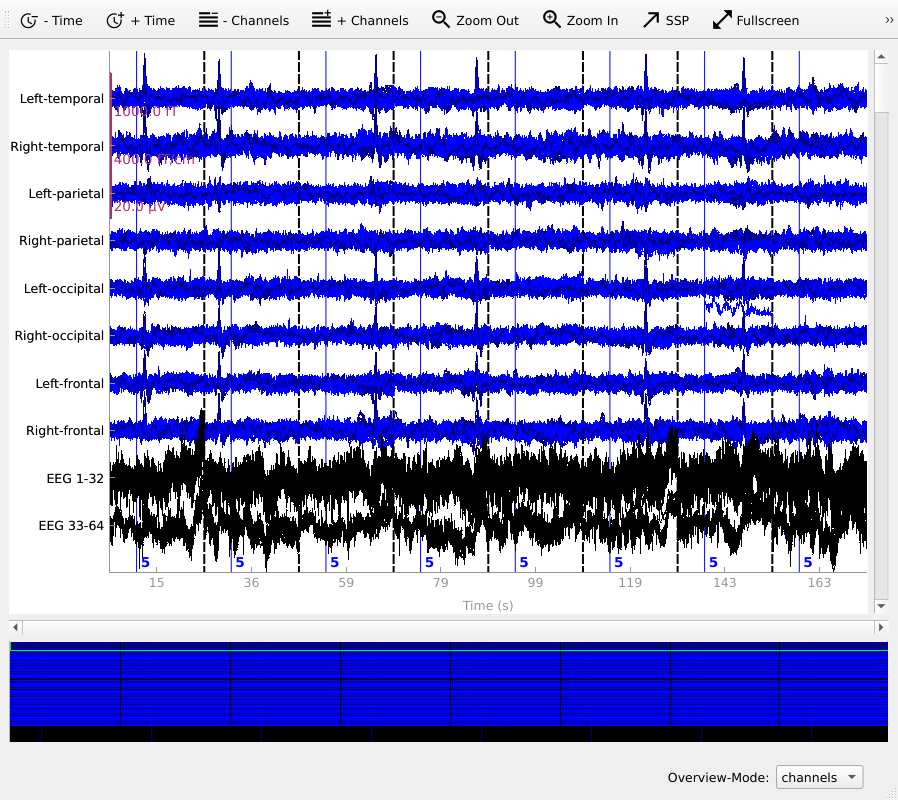 - Time + Time - Channels + Channels Zoom Out Zoom In SSP Fullscreen »
Left-temporal
1000.0 fT
Right-temporal
400.0 fT/cm
Left-parietal
20.0 µV
Right-parietal
Left-occipital
Right-occipital
Left-frontal
Right-frontal
EEG 1-32
EEG 33-64
5 5 5 5 5 5 5 5
15 36 59 79 99 119 143 163
Time (s)
Overview-Mode: channels